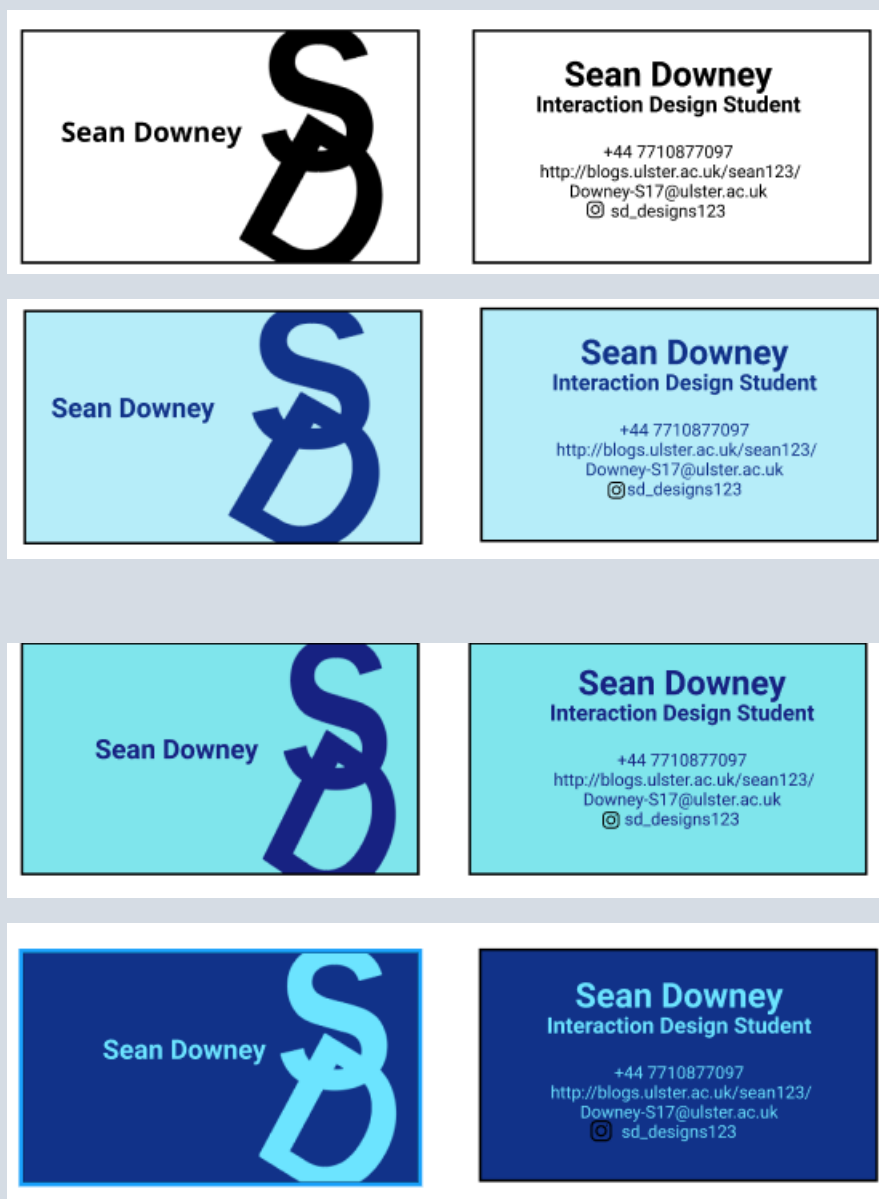 Sean Downey
SD
Sean Downey
Interaction Design Student
+44 7710877097
http://blogs.ulster.ac.uk/sean123/
Downey-S17@ulster.ac.uk
sd_designs123
Sean Downey
SD
Sean Downey
Interaction Design Student
+44 7710877097
http://blogs.ulster.ac.uk/sean123/
Downey-S17@ulster.ac.uk
sd_designs123
Sean Downey
SD
Sean Downey
Interaction Design Student
+44 7710877097
http://blogs.ulster.ac.uk/sean123/
Downey-S17@ulster.ac.uk
sd_designs123
Sean Downey
SD
Sean Downey
Interaction Design Student
+44 7710877097
http://blogs.ulster.ac.uk/sean123/
Downey-S17@ulster.ac.uk
sd_designs123